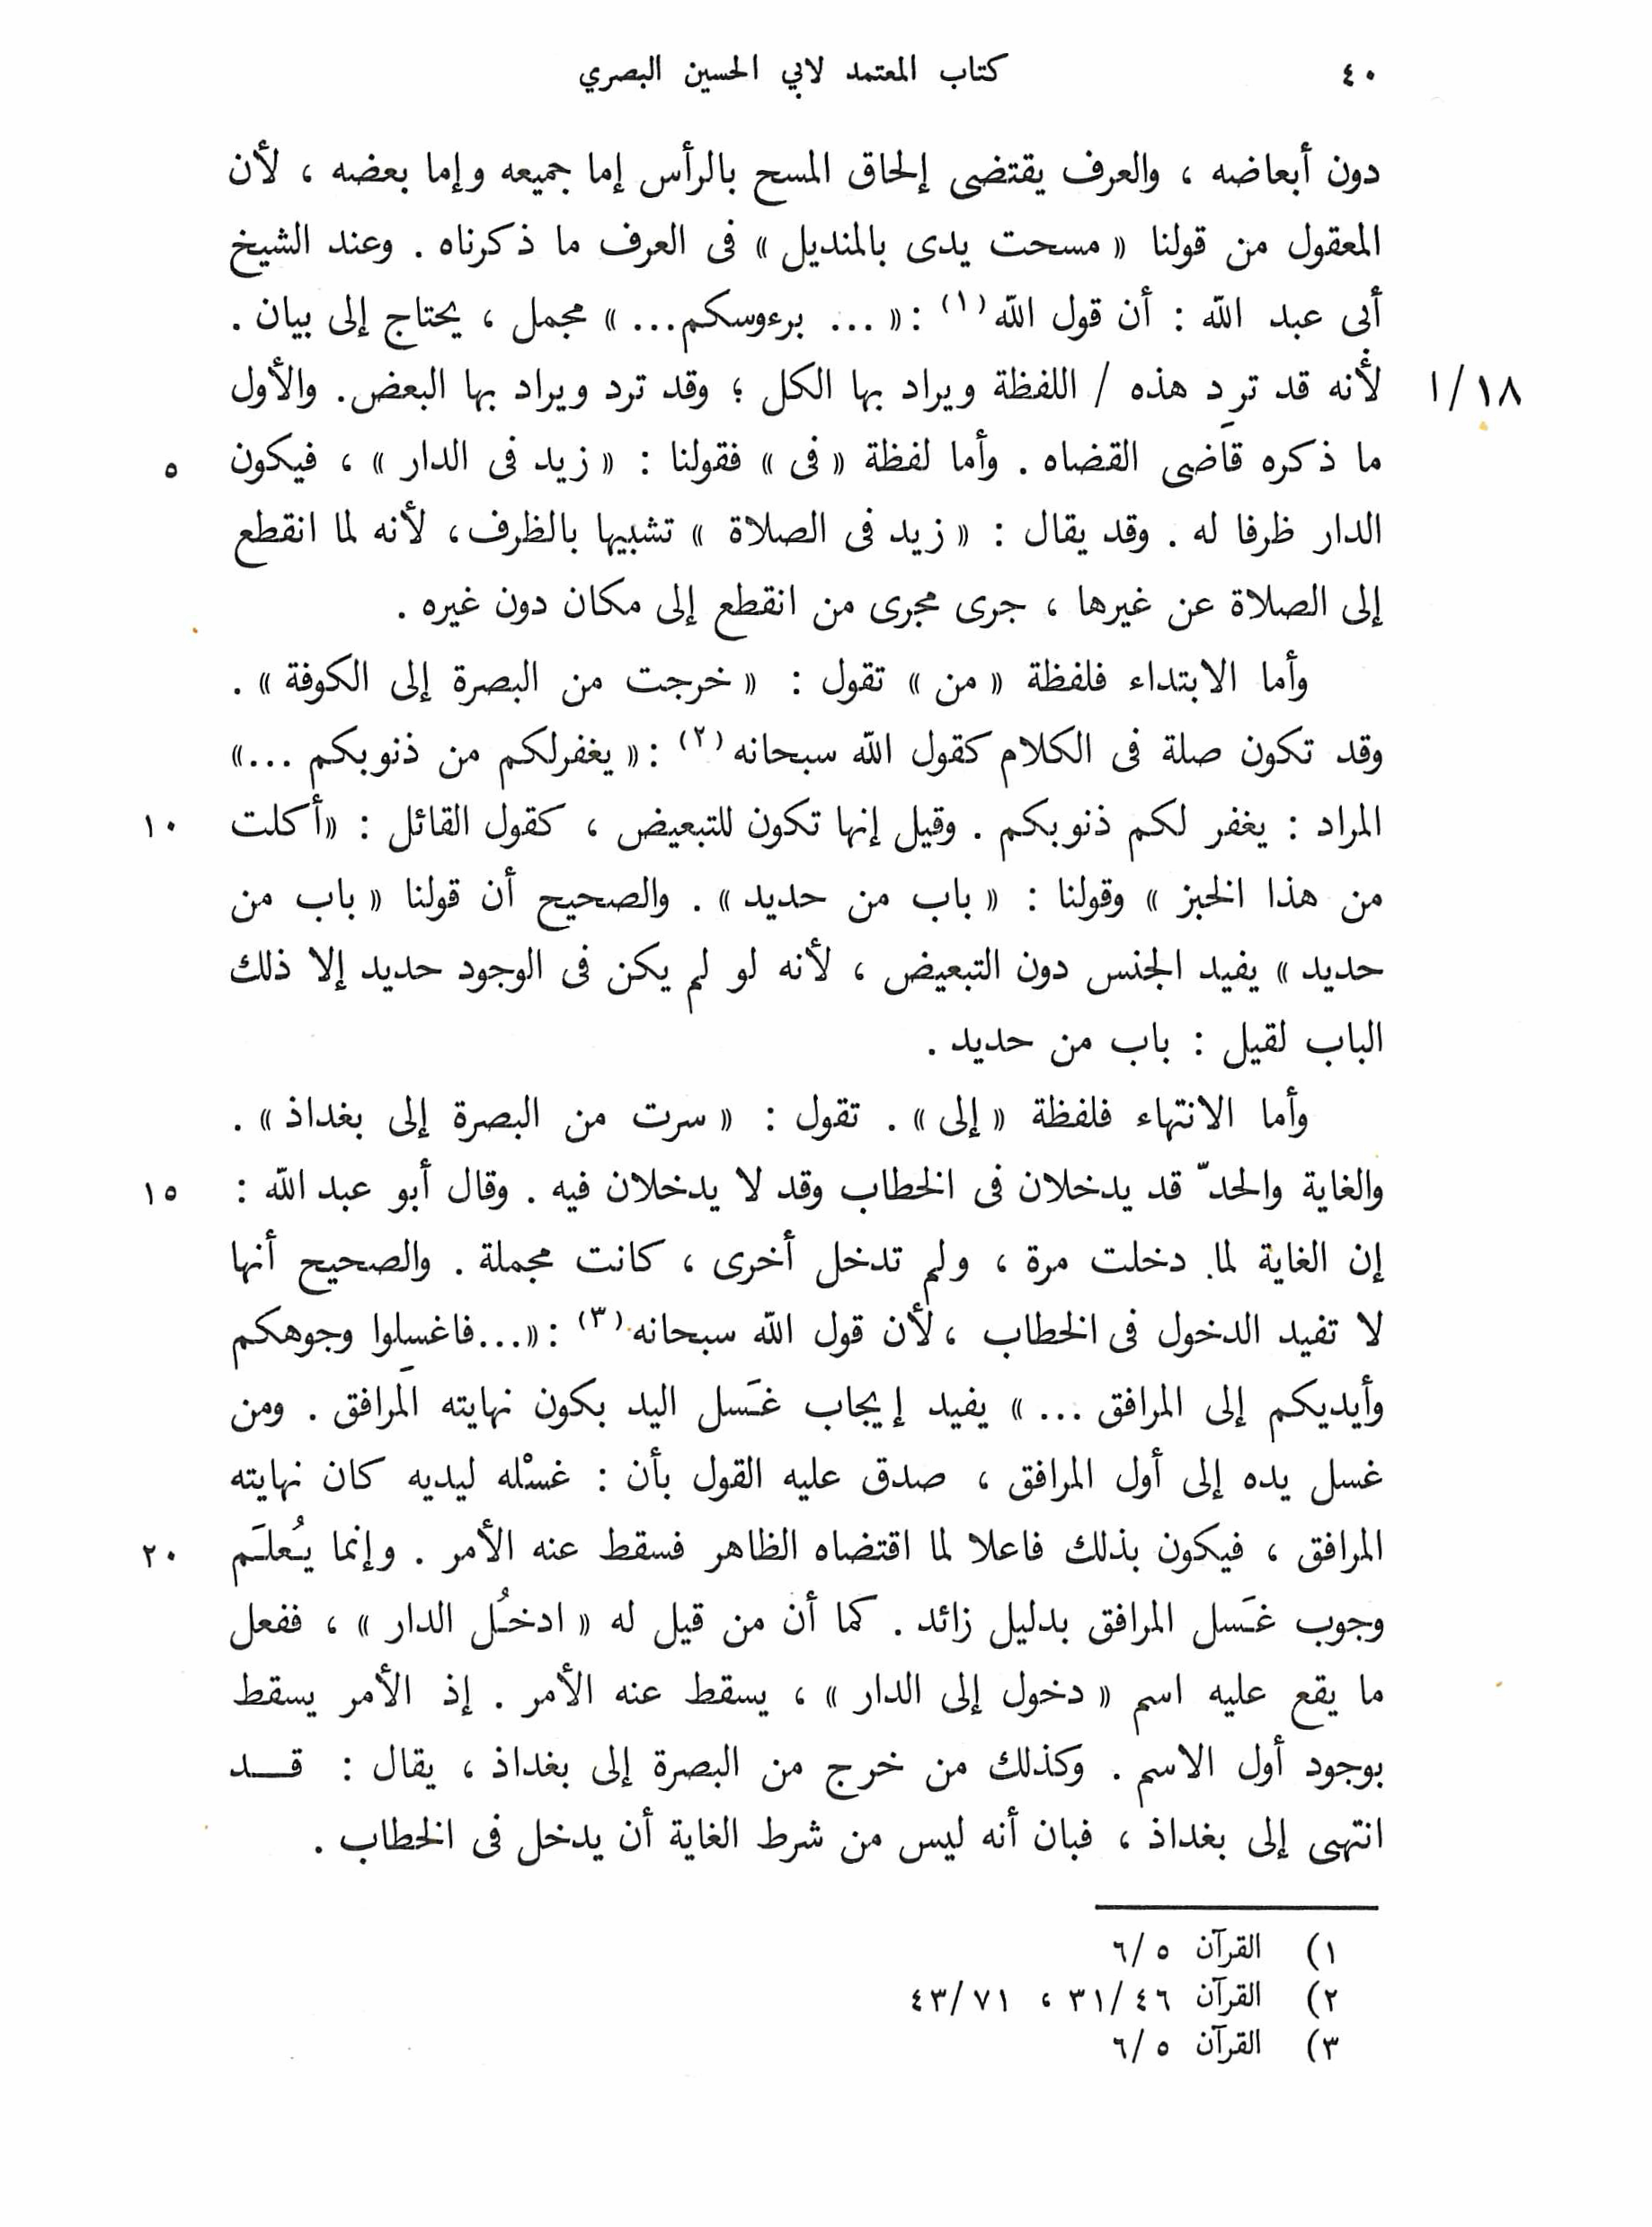 ٤٠ كتاب المعتمد لابي الحسين البصري
دون أبعاضه ، والعرف يقتضى إلحاق المسح بالرأس إما جميعه وإما بعضه ، لأن
المعقول من قولنا « مسحت يدى بالمنديل » فى العرف ما ذكرناه . وعند الشيخ
أبى عبد الله : أن قول الله (١) : « ... برءوسكم... » مجمل ، يحتاج إلى بيان .
١٨/ا لأنه قد ترِد هذه / اللفظة ويراد بها الكل ؛ وقد ترد ويراد بها البعض. والأول
ما ذكره قاضى القضاه . وأما لفظة « فى » فقولنا : « زيد فى الدار » ، فيكون ٥
الدار ظرفا له . وقد يقال : « زيد فى الصلاة » تشبيها بالظرف، لأنه لما انقطع
إلى الصلاة عن غيرها ، جرى مجرى من انقطع إلى مكان دون غيره .
وأما الابتداء فلفظة « من » تقول : « خرجت من البصرة إلى الكوفة » .
وقد تكون صلة فى الكلام كقول الله سبحانه (٢) : « يغفرلكم من ذنوبكم ...»
المراد : يغفر لكم ذنوبكم . وقيل إنها تكون للتبعيض ، كقول القائل : «أكلت ١٠
من هذا الخبز » وقولنا : « باب من حديد » . والصحيح أن قولنا « باب من
حديد » يفيد الجنس دون التبعيض ، لأنه لو لم يكن فى الوجود حديد إلا ذلك
الباب لقيل : باب من حديد .
وأما الانتهاء فلفظة « إلى » . تقول : « سرت من البصرة إلى بغداذ » .
والغاية والحدّ قد يدخلان فى الخطاب وقد لا يدخلان فيه . وقال أبو عبد الله : ١٥
إن الغاية لما دخلت مرة ، ولم تدخل أخرى ، كانت مجملة . والصحيح أنها
لا تفيد الدخول فى الخطاب ، لأن قول الله سبحانه (٣) : «...فاغسِلوا وجوهكم
وأيديكم إلى المرافق ... » يفيد إيجاب غَسل اليد بكون نهايته المَرافق . ومن
غسل يده إلى أول المرافق ، صدق عليه القول بأن : غسْله ليديه كان نهايته
المرافق ، فيكون بذلك فاعلا لما اقتضاه الظاهر فسقط عنه الأمر . وإنما يُعلَم ٢٠
وجوب غَسل المرافق بدليل زائد . كما أن من قيل له « ادخُل الدار » ، ففعل
ما يقع عليه اسم « دخول إلى الدار » ، يسقط عنه الأمر . إذ الأمر يسقط
بوجود أول الاسم . وكذلك من خرج من البصرة إلى بغداذ ، يقال : قــد
انتهى إلى بغداذ ، فبان أنه ليس من شرط الغاية أن يدخل فى الخطاب .
١) القرآن ٥/٦
٢) القرآن ٤٦/٣١ ، ٧١/٤٣
٣) القرآن ٥/٦